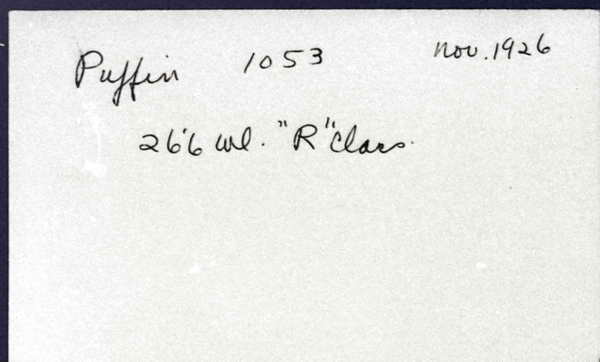 Puffin 1053 Nov. 1926
26'6 wl. "R" Class.